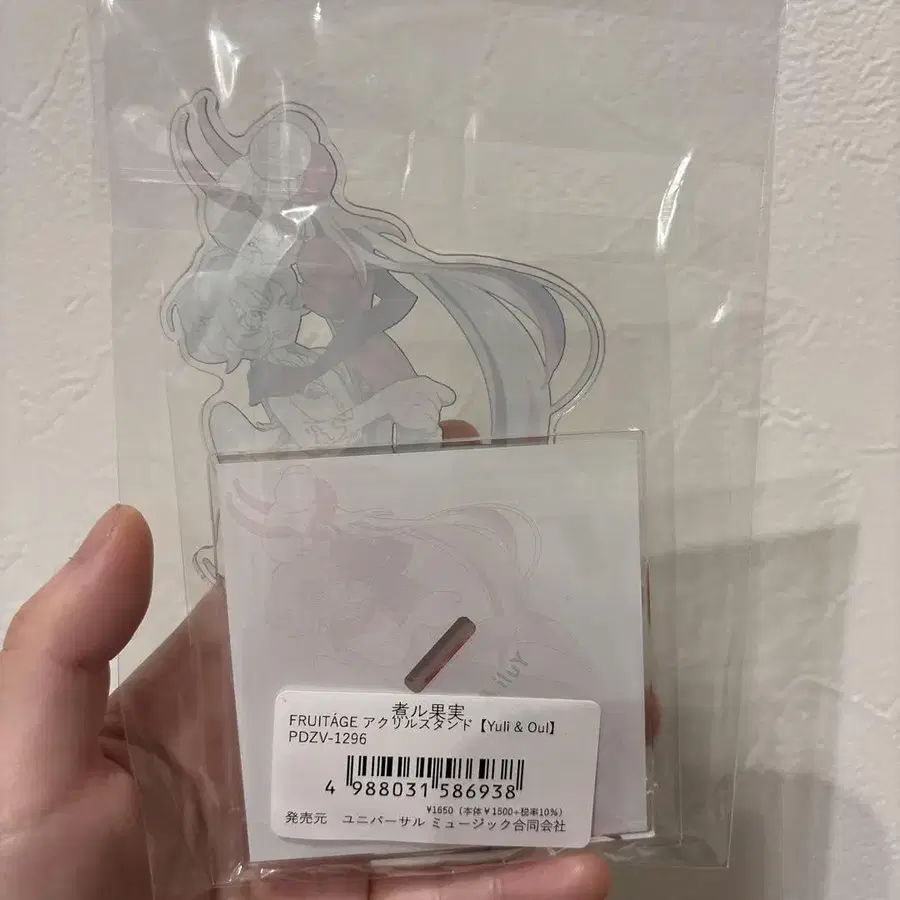 Yuli
煮ル果実
FRUITÁGE アクリルスタンド【Yuli & Oul】
PDZV-1296
4 988031 586938
¥1650（本体￥1500+税率10%）
発売元 ユニバーサル ミュージック合同会社